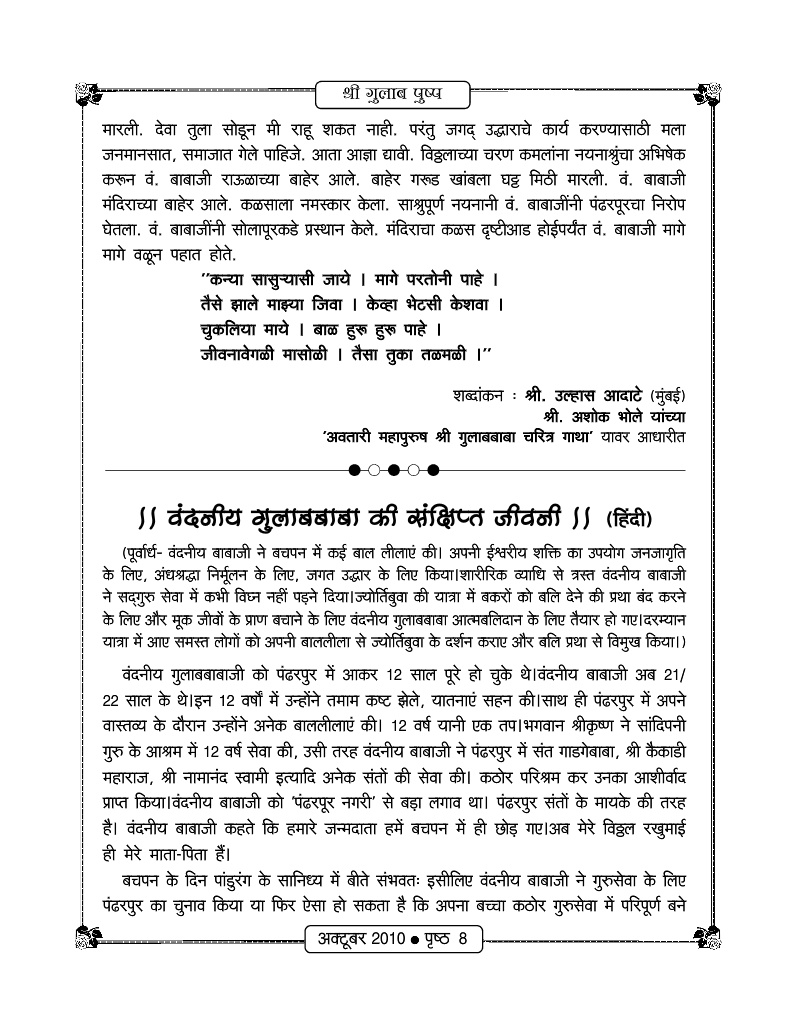 श्री गुलाब पुष्प
मारली. देवा तुला सोडून मी राहू शकत नाही. परंतु जगद् उद्धाराचे कार्य करण्यासाठी मला
जनमानसात, समाजात गेले पाहिजे. आता आज्ञा द्यावी. विठ्ठलाच्या चरण कमलांना नयनाश्रुंचा अभिषेक
करून वं. बाबाजी राऊळाच्या बाहेर आले. बाहेर गरूड खांबला घट्ट मिठी मारली. वं. बाबाजी
मंदिराच्या बाहेर आले. कळसाला नमस्कार केला. साश्रुपूर्ण नयनानी वं. बाबाजींनी पंढरपूरचा निरोप
घेतला. वं. बाबाजींनी सोलापूरकडे प्रस्थान केले. मंदिराचा कळस दृष्टीआड होईपर्यंत वं. बाबाजी मागे
मागे वळून पहात होते.
''कन्या सासुऱ्यासी जाये । मागे परतोनी पाहे ।
तैसे झाले माझ्या जिवा । केव्हा भेटसी केशवा ।
चुकलिया माये । बाळ हुरू हुरू पाहे ।
जीवनावेगळी मासोळी । तैसा तुका तळमळी ।''
शब्दांकन : श्री. उल्हास आदाटे (मुंबई)
श्री. अशोक भोले यांच्या
'अवतारी महापुरुष श्री गुलाबबाबा चरित्र गाथा' यावर आधारीत
।। वंदनीय गुलाबबाबा की संक्षिप्त जीवनी ।। (हिंदी)
(पूर्वार्ध- वंदनीय बाबाजी ने बचपन में कई बाल लीलाएं की। अपनी ईश्वरीय शक्ति का उपयोग जनजागृति
के लिए, अंधश्रद्धा निर्मूलन के लिए, जगत उद्धार के लिए किया।शारीरिक व्याधि से त्रस्त वंदनीय बाबाजी
ने सद्‌गुरु सेवा में कभी विघ्न नहीं पड़ने दिया।ज्योर्तिबुवा की यात्रा में बकरों को बलि देने की प्रथा बंद करने
के लिए और मूक जीवों के प्राण बचाने के लिए वंदनीय गुलाबबाबा आत्मबलिदान के लिए तैयार हो गए।दरम्यान
यात्रा में आए समस्त लोगों को अपनी बाललीला से ज्योर्तिबुवा के दर्शन कराए और बलि प्रथा से विमुख किया।)
वंदनीय गुलाबबाबाजी को पंढरपुर में आकर 12 साल पूरे हो चुके थे।वंदनीय बाबाजी अब 21/
22 साल के थे।इन 12 वर्षों में उन्होंने तमाम कष्ट झेले, यातनाएं सहन की।साथ ही पंढरपुर में अपने
वास्तव्य के दौरान उन्होंने अनेक बाललीलाएं की। 12 वर्ष यानी एक तप।भगवान श्रीकृष्ण ने सांदिपनी
गुरु के आश्रम में 12 वर्ष सेवा की, उसी तरह वंदनीय बाबाजी ने पंढरपुर में संत गाडगेबाबा, श्री कैकाडी
महाराज, श्री नामानंद स्वामी इत्यादि अनेक संतों की सेवा की। कठोर परिश्रम कर उनका आशीर्वाद
प्राप्त किया।वंदनीय बाबाजी को 'पंढरपूर नगरी' से बड़ा लगाव था। पंढरपुर संतों के मायके की तरह
है। वंदनीय बाबाजी कहते कि हमारे जन्मदाता हमें बचपन में ही छोड़ गए।अब मेरे विठ्ठल रखुमाई
ही मेरे माता-पिता हैं।
बचपन के दिन पांडुरंग के सानिध्य में बीते संभवतः इसीलिए वंदनीय बाबाजी ने गुरुसेवा के लिए
पंढरपुर का चुनाव किया या फिर ऐसा हो सकता है कि अपना बच्चा कठोर गुरुसेवा में परिपूर्ण बने
अक्टूबर 2010 ● पृष्ठ 8